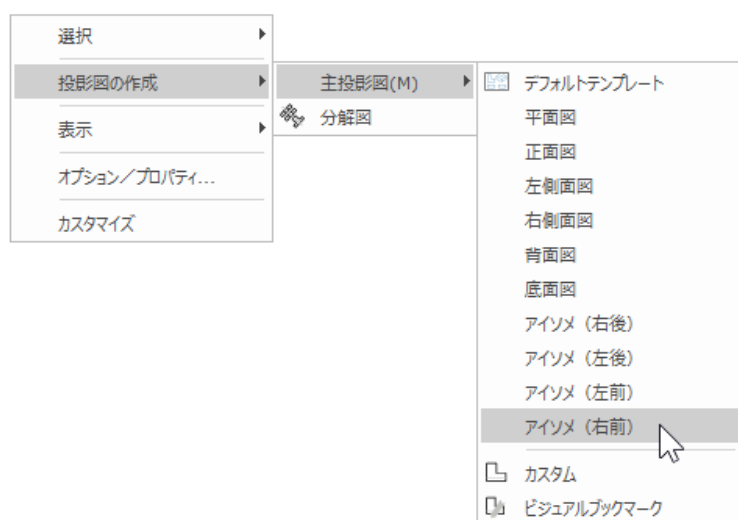 選択
投影図の作成
表示
オプション／プロパティ...
カスタマイズ
主投影図(M)
分解図
デフォルトテンプレート
平面図
正面図
左側面図
右側面図
背面図
底面図
アイソメ（右後）
アイソメ（左後）
アイソメ（左前）
アイソメ（右前）
カスタム
ビジュアルブックマーク